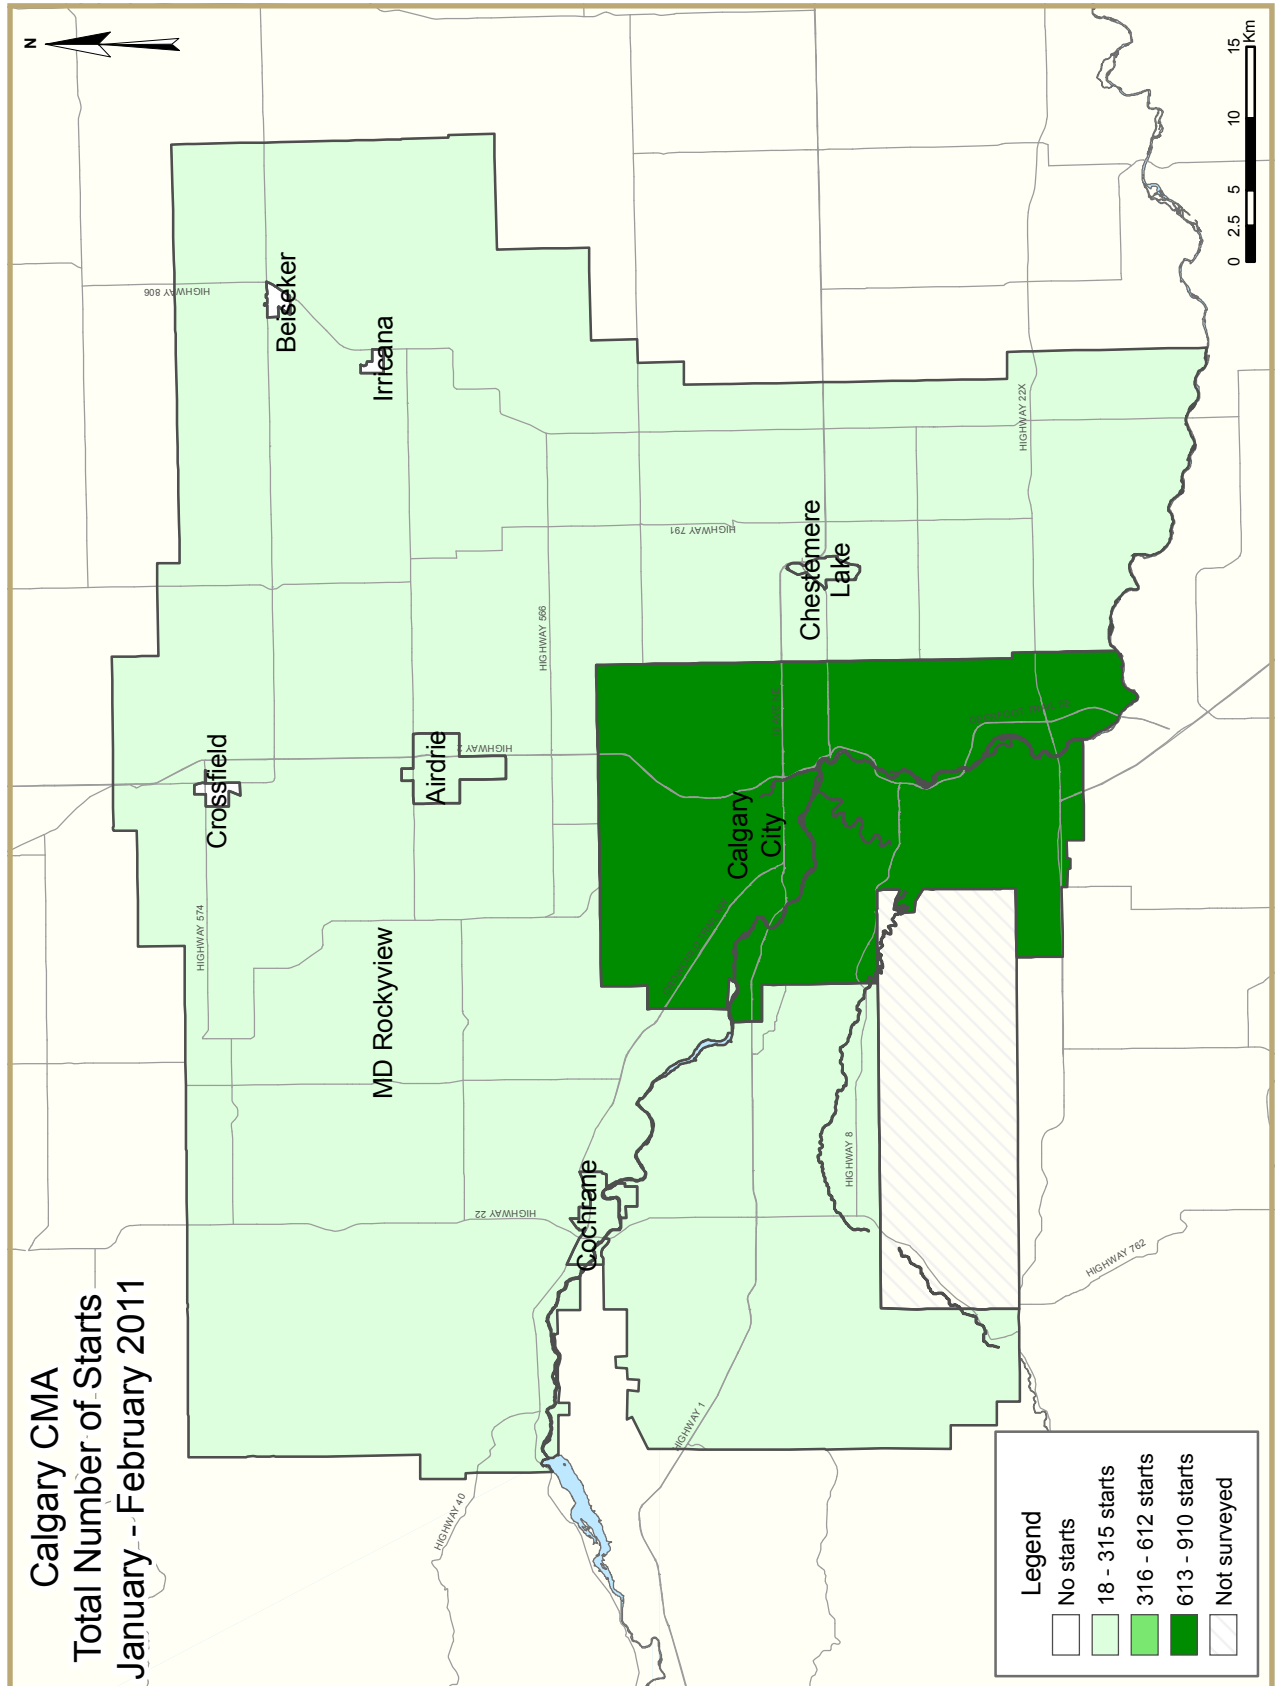 Calgary CMA
Total Number of Starts
January - February 2011
N
HIGHWAY 806
Beiseker
Irricana
Crossfield
HIGHWAY 574
Airdrie
HIGHWAY 2
HIGHWAY 566
MD Rockyview
HIGHWAY 791
Chestemere
Lake
HIGHWAY 22X
Calgary
City
Cochrane
HIGHWAY 22
HIGHWAY 8
HIGHWAY 1
HIGHWAY 40
HIGHWAY 762
Legend
No starts
18 - 315 starts
316 - 612 starts
613 - 910 starts
Not surveyed
0 2.5 5 10 15
Km